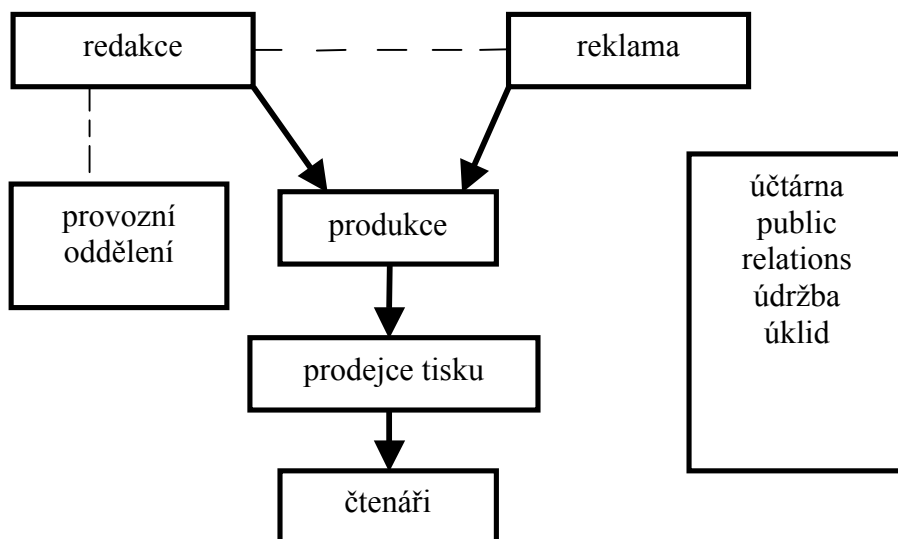 redakce
reklama
provozní
oddělení
produkce
účtárna
public
relations
údržba
úklid
prodejce tisku
čtenáři